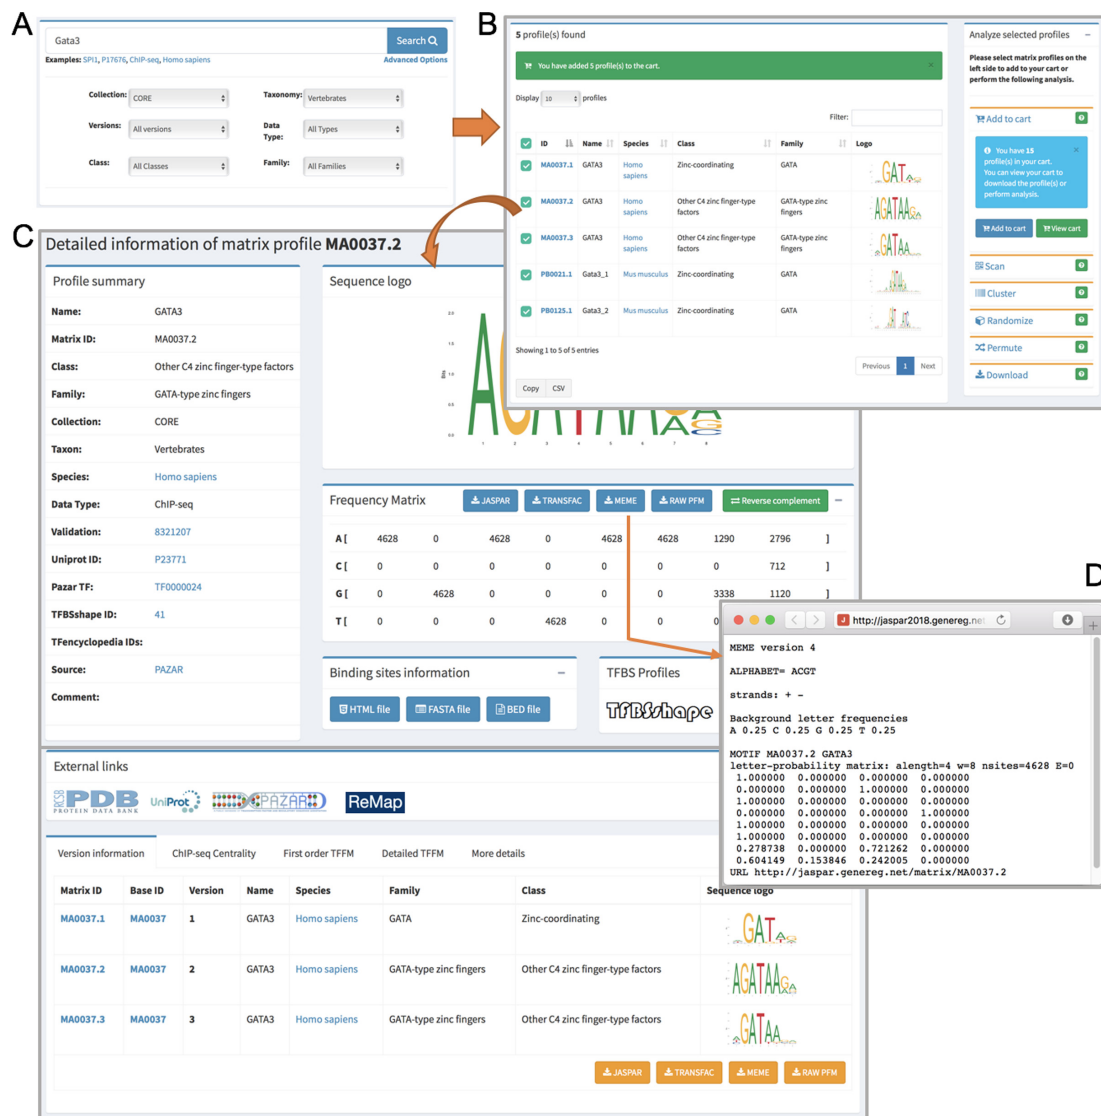 A
Gata3
Search
Examples: SPI1, P17676, ChIP-seq, Homo sapiens
Advanced Options
Collection: CORE
Taxonomy: Vertebrates
Versions: All versions
Data Type: All Types
Class: All Classes
Family: All Families
B
5 profile(s) found
You have added 5 profile(s) to the cart. ×
Display 10 profiles
Filter:
ID Name Species Class Family Logo
MA0037.1 GATA3 Homo sapiens Zinc-coordinating GATA
MA0037.2 GATA3 Homo sapiens Other C4 zinc finger-type factors GATA-type zinc fingers
MA0037.3 GATA3 Homo sapiens Other C4 zinc finger-type factors GATA-type zinc fingers
PB0021.1 Gata3_1 Mus musculus Zinc-coordinating GATA
PB0125.1 Gata3_2 Mus musculus Zinc-coordinating GATA
Showing 1 to 5 of 5 entries
Previous 1 Next
Copy CSV
Analyze selected profiles
Please select matrix profiles on the
left side to add to your cart or
perform the following analysis.
Add to cart
You have 15
profile(s) in your cart.
You can view your cart to
download the profile(s) or
perform analysis.
Add to cart View cart
Scan
Cluster
Randomize
Permute
Download
C
Detailed information of matrix profile MA0037.2
Profile summary
Name: GATA3
Matrix ID: MA0037.2
Class: Other C4 zinc finger-type factors
Family: GATA-type zinc fingers
Collection: CORE
Taxon: Vertebrates
Species: Homo sapiens
Data Type: ChIP-seq
Validation: 8321207
Uniprot ID: P23771
Pazar TF: TF0000024
TFBSshape ID: 41
TFencyclopedia IDs:
Source: PAZAR
Comment:
Sequence logo
2.0
1.5
Bits 1.0
0.5
0.0
1 2 3 4 5 6 7 8
Frequency Matrix JASPAR TRANSFAC MEME RAW PFM Reverse complement
A [ 4628 0 4628 0 4628 4628 1290 2796 ]
C [ 0 0 0 0 0 0 0 712 ]
G [ 0 4628 0 0 0 0 3338 1120 ]
T [ 0 0 0 4628 0 0 0
Binding sites information
HTML file FASTA file BED file
TFBS Profiles
TFBSshape
D
http://jaspar2018.genereg.net
MEME version 4
ALPHABET= ACGT
strands: + -
Background letter frequencies
A 0.25 C 0.25 G 0.25 T 0.25
MOTIF MA0037.2 GATA3
letter-probability matrix: alength=4 w=8 nsites=4628 E=0
1.000000 0.000000 0.000000 0.000000
0.000000 0.000000 1.000000 0.000000
1.000000 0.000000 0.000000 0.000000
0.000000 0.000000 0.000000 1.000000
1.000000 0.000000 0.000000 0.000000
1.000000 0.000000 0.000000 0.000000
0.278738 0.000000 0.721262 0.000000
0.604149 0.153846 0.242005 0.000000
URL http://jaspar.genereg.net/matrix/MA0037.2
External links
RCSB PDB PROTEIN DATA BANK UniProt PAZAR ReMap
Version information ChIP-seq Centrality First order TFFM Detailed TFFM More details
Matrix ID Base ID Version Name Species Family Class Sequence logo
MA0037.1 MA0037 1 GATA3 Homo sapiens GATA Zinc-coordinating
MA0037.2 MA0037 2 GATA3 Homo sapiens GATA-type zinc fingers Other C4 zinc finger-type factors
MA0037.3 MA0037 3 GATA3 Homo sapiens GATA-type zinc fingers Other C4 zinc finger-type factors
JASPAR TRANSFAC MEME RAW PFM